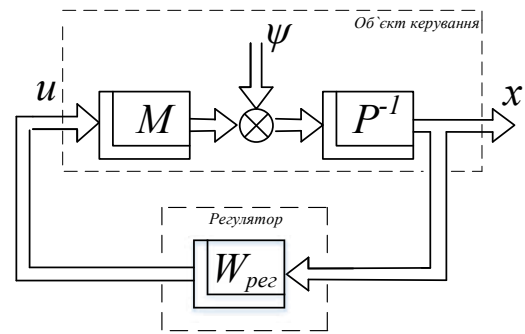 Об`єкт керування
ψ
u
M
P⁻¹
x
Регулятор
Wрег